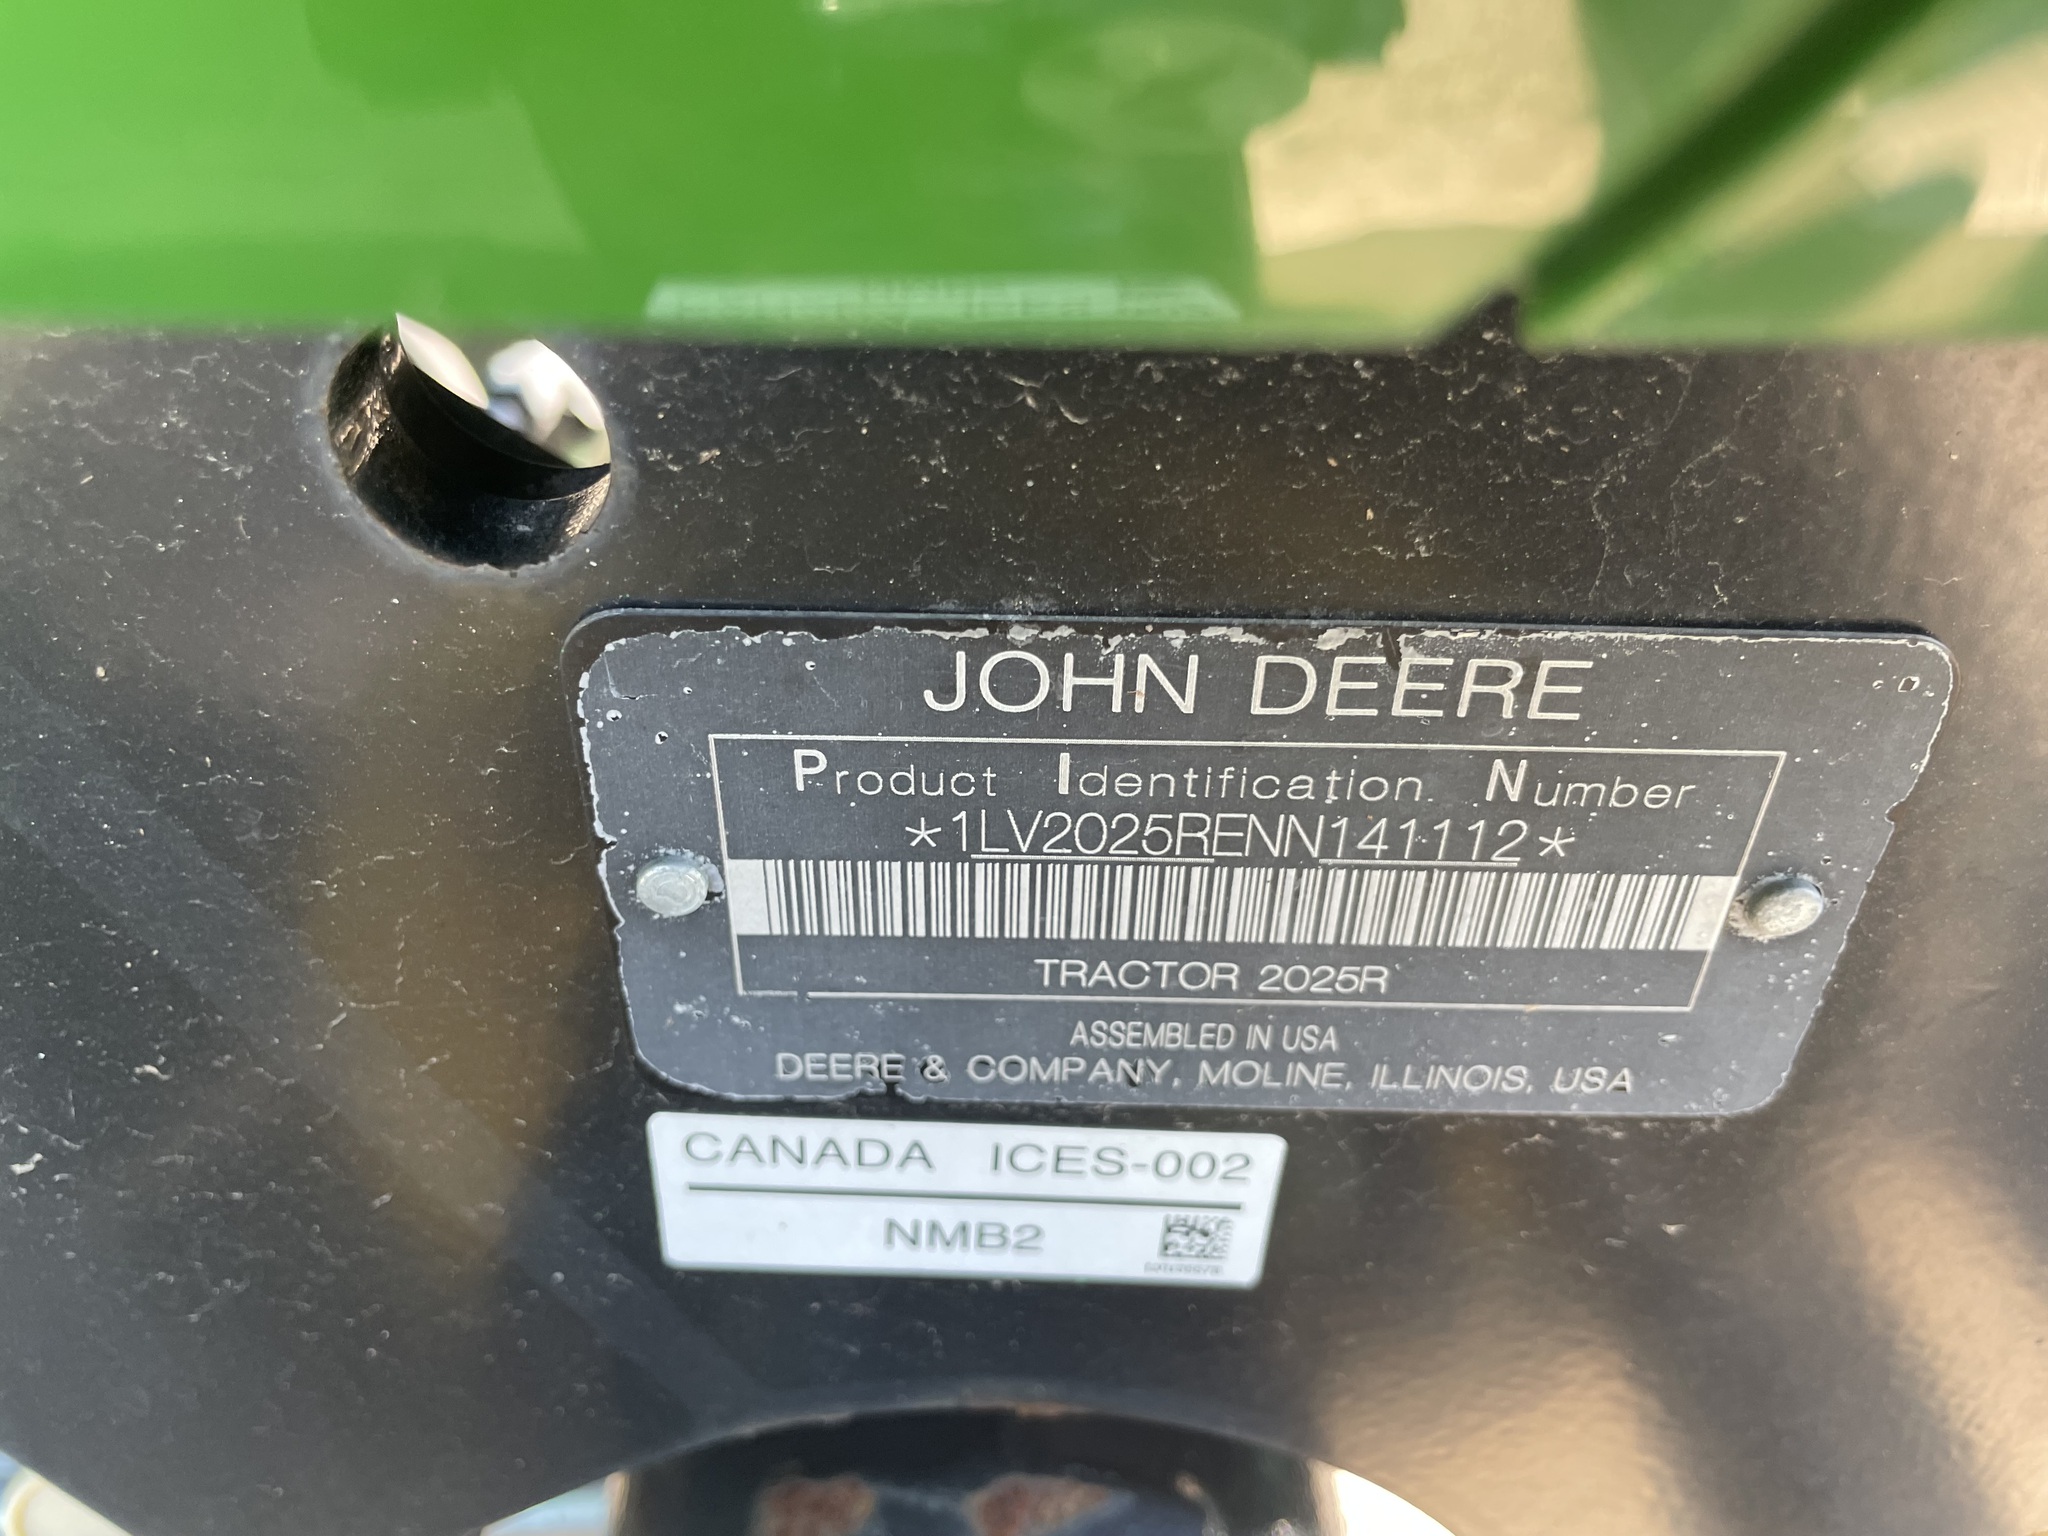 JOHN DEERE
Product Identification Number
*1LV2025RENN141112*
TRACTOR 2025R
ASSEMBLED IN USA
DEERE & COMPANY, MOLINE, ILLINOIS, USA
CANADA ICES-002
NMB2